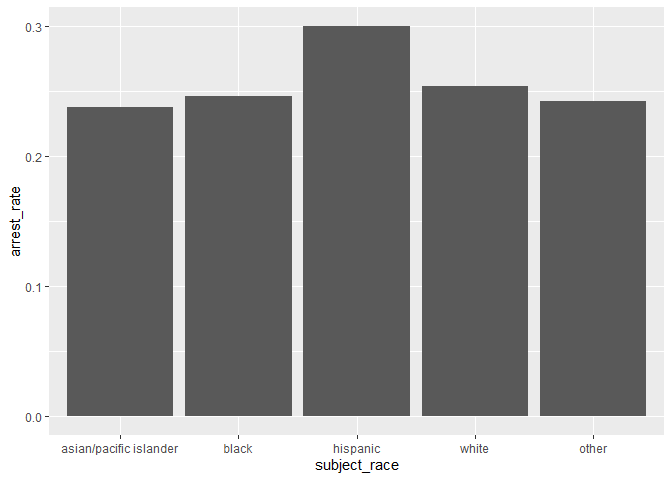 0.3
0.2
0.1
0.0
arrest_rate
asian/pacific islander black hispanic white other
subject_race